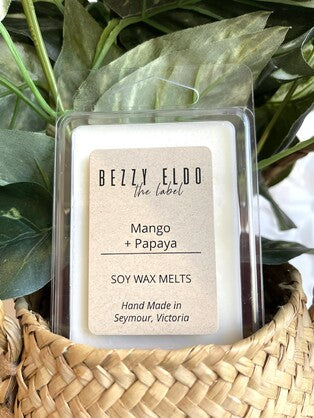 BEZZY ELDO
the label
Mango
+ Papaya
SOY WAX MELTS
Hand Made in
Seymour, Victoria